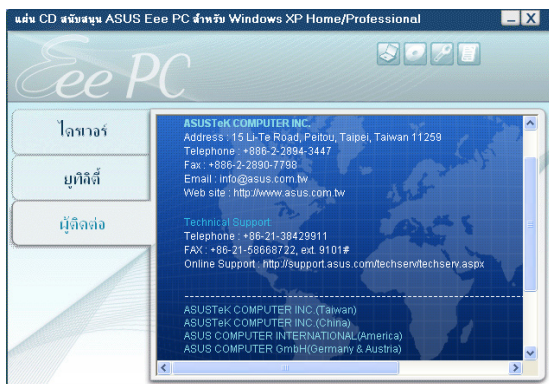 แผ่น CD สนับสนุน ASUS Eee PC สำหรับ Windows XP Home/Professional
Eee PC
ไดรเวอร์
ยูทิลิตี้
ผู้ติดต่อ
ASUSTeK COMPUTER INC.
Address : 15 Li-Te Road, Peitou, Taipei, Taiwan 11259
Telephone : +886-2-2894-3447
Fax : +886-2-2890-7798
Email : info@asus.com.tw
Web site : http://www.asus.com.tw
Technical Support
Telephone : +86-21-38429911
FAX : +86-21-58668722, ext. 9101#
Online Support : http://support.asus.com/techserv/techserv.aspx
ASUSTeK COMPUTER INC.(Taiwan)
ASUSTeK COMPUTER INC.(China)
ASUS COMPUTER INTERNATIONAL(America)
ASUS COMPUTER GmbH(Germany & Austria)